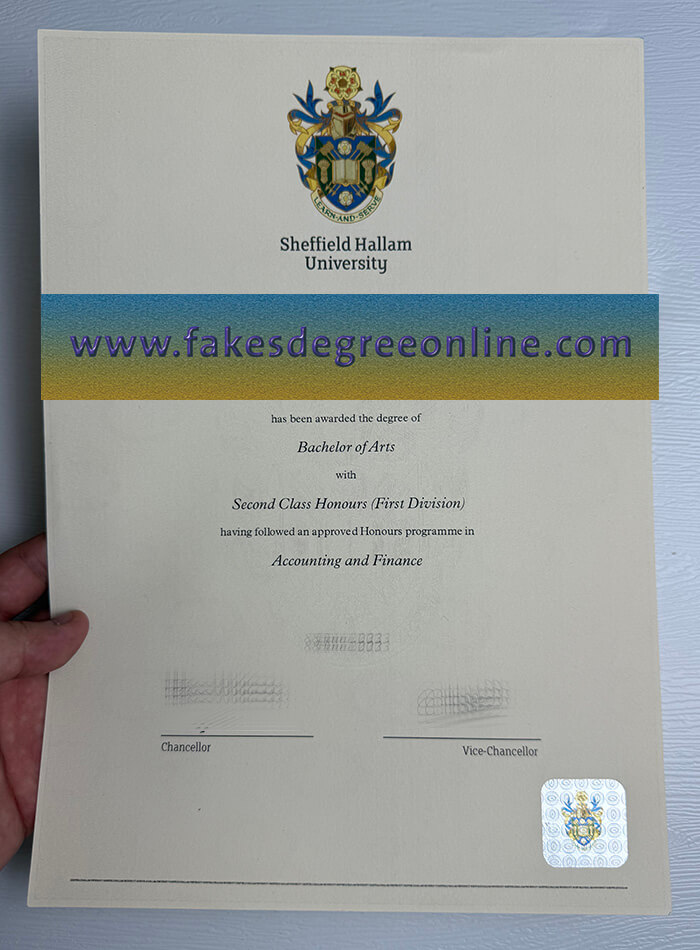 LEARN·AND·SERVE
Sheffield Hallam
University
www.fakesdegreeonline.com
has been awarded the degree of
Bachelor of Arts
with
Second Class Honours (First Division)
having followed an approved Honours programme in
Accounting and Finance
Chancellor
Vice-Chancellor